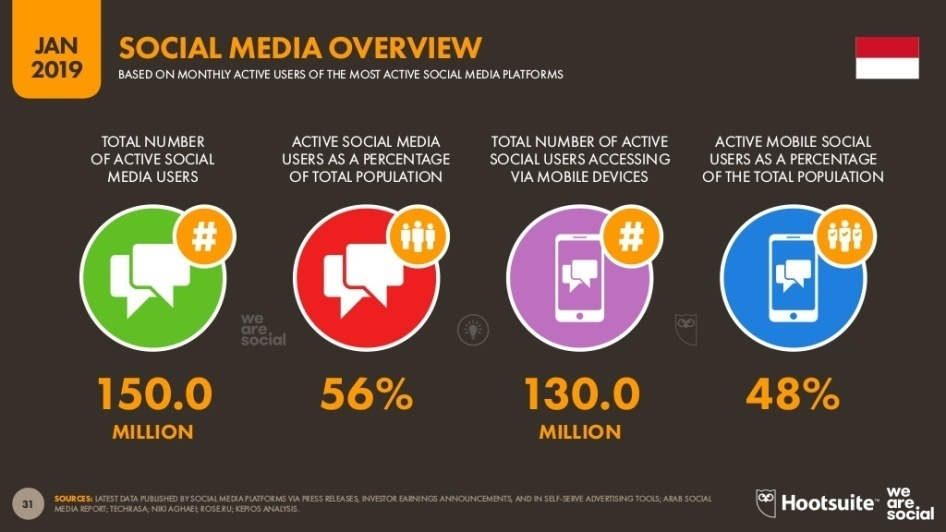 JAN
2019
SOCIAL MEDIA OVERVIEW
BASED ON MONTHLY ACTIVE USERS OF THE MOST ACTIVE SOCIAL MEDIA PLATFORMS
TOTAL NUMBER
OF ACTIVE SOCIAL
MEDIA USERS
#
150.0
MILLION
ACTIVE SOCIAL MEDIA
USERS AS A PERCENTAGE
OF TOTAL POPULATION
56%
TOTAL NUMBER OF ACTIVE
SOCIAL USERS ACCESSING
VIA MOBILE DEVICES
#
130.0
MILLION
ACTIVE MOBILE SOCIAL
USERS AS A PERCENTAGE
OF THE TOTAL POPULATION
48%
we
are
social
31
SOURCES: LATEST DATA PUBLISHED BY SOCIAL MEDIA PLATFORMS VIA PRESS RELEASES, INVESTOR EARNINGS ANNOUNCEMENTS, AND IN SELF-SERVE ADVERTISING TOOLS; ARAB SOCIAL
MEDIA REPORT; TECHRASA; NIKI AGHAEI; ROSE.RU; KEPIOS ANALYSIS.
Hootsuite™
we
are
social